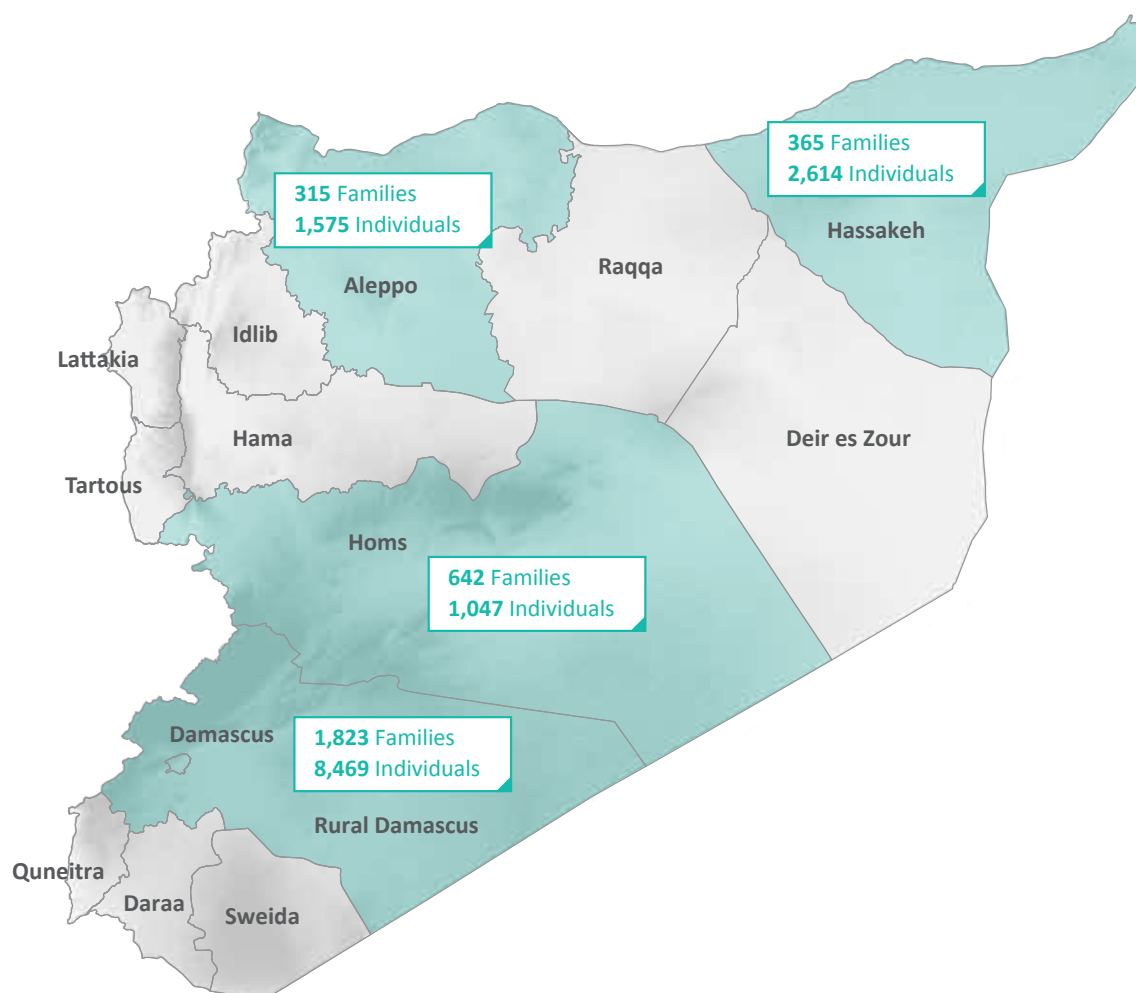 365 Families
2,614 Individuals
Hassakeh
315 Families
1,575 Individuals
Aleppo
Raqqa
Idlib
Lattakia
Hama
Deir es Zour
Tartous
Homs
642 Families
1,047 Individuals
Damascus
1,823 Families
8,469 Individuals
Rural Damascus
Quneitra
Daraa
Sweida